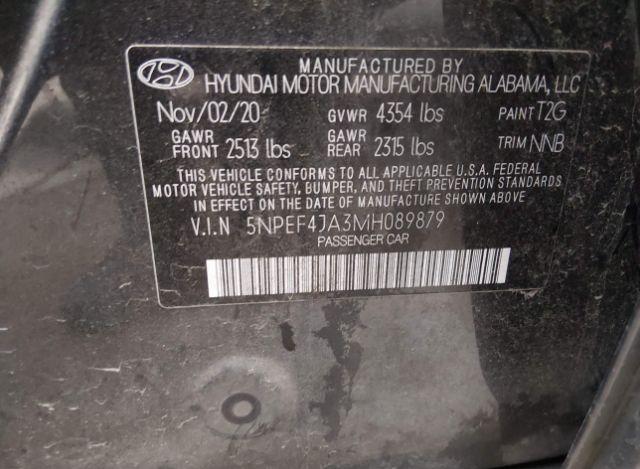 MANUFACTURED BY
HYUNDAI MOTOR MANUFACTURING ALABAMA, LLC
Nov/02/20 GVWR 4354 lbs PAINT T2G
GAWR FRONT 2513 lbs GAWR REAR 2315 lbs TRIM NNB
THIS VEHICLE CONFORMS TO ALL APPLICABLE U.S.A. FEDERAL
MOTOR VEHICLE SAFETY, BUMPER, AND THEFT PREVENTION STANDARDS
IN EFFECT ON THE DATE OF MANUFACTURE SHOWN ABOVE
V.I.N 5NPEF4JA3MH089879
PASSENGER CAR